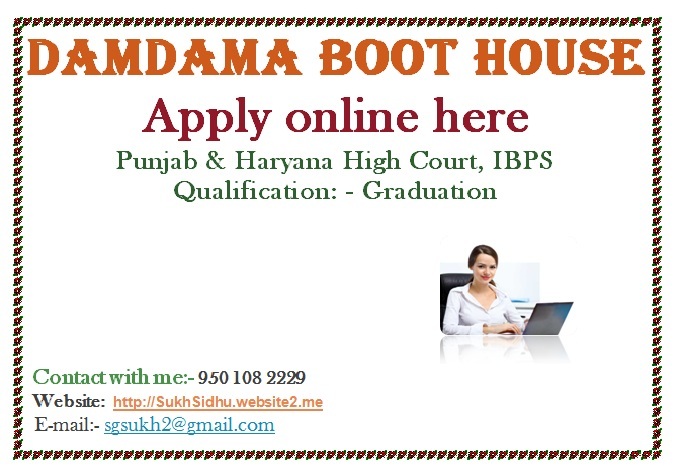 DAMDAMA BOOT HOUSE
Apply online here
Punjab & Haryana High Court, IBPS
Qualification: - Graduation
Contact with me:- 950 108 2229
Website: http://SukhSidhu.website2.me
E-mail:- sgsukh2@gmail.com